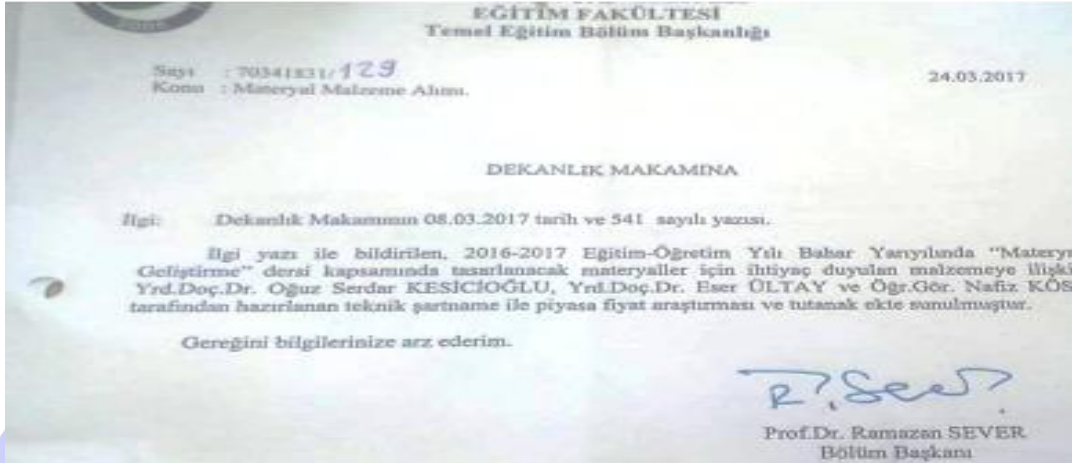 2006
EĞİTİM FAKÜLTESİ
Temel Eğitim Bölüm Başkanlığı
Sayı : 70341831/129
24.03.2017
Konu : Materyal Malzeme Alımı.
DEKANLIK MAKAMINA
İlgi: Dekanlık Makamının 08.03.2017 tarih ve 541 sayılı yazısı.
İlgi yazı ile bildirilen, 2016-2017 Eğitim-Öğretim Yılı Bahar Yarıyılında "Matery
Geliştirme" dersi kapsamında tasarlanacak materyaller için ihtiyaç duyulan malzemeye ilişki
Yrd.Doç.Dr. Oğuz Serdar KESİCİOĞLU, Yrd.Doç.Dr. Eser ÜLTAY ve Öğr.Gör. Nafiz KÖS
tarafından hazırlanan teknik şartname ile piyasa fiyat araştırması ve tutanak ekte sunulmuştur.
Gereğini bilgilerinize arz ederim.
Prof.Dr. Ramazan SEVER
Bölüm Başkanı